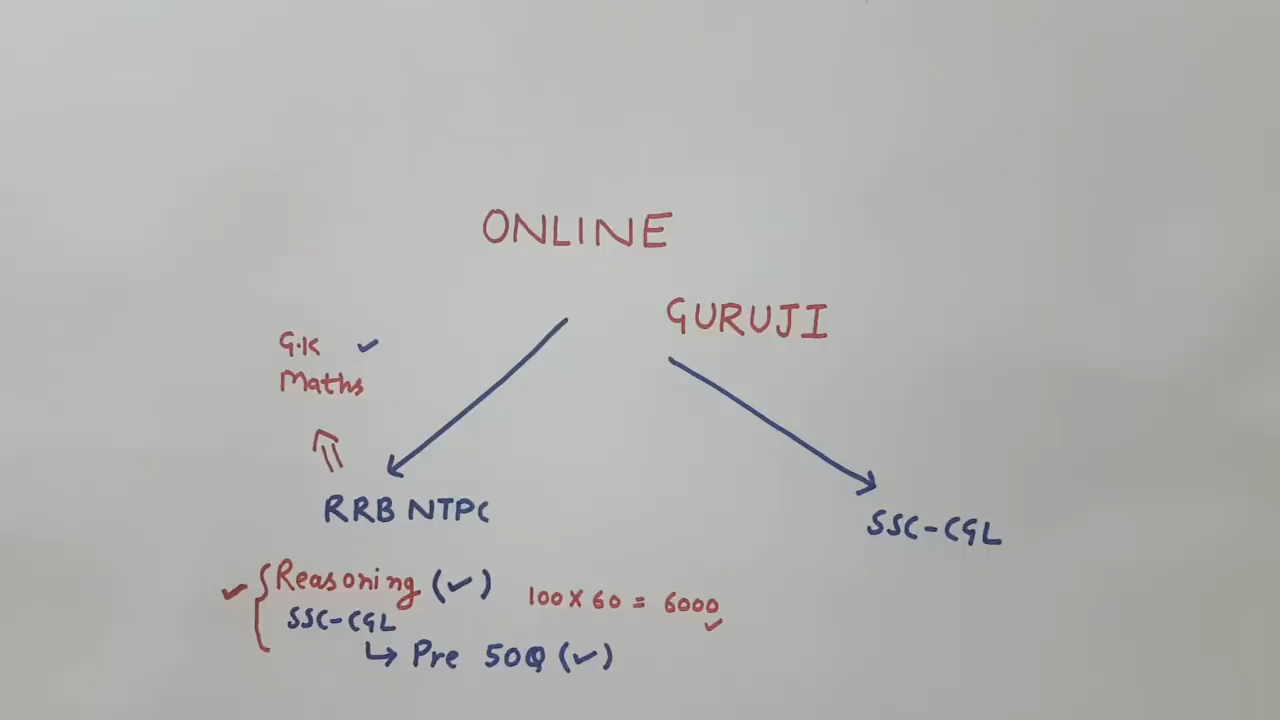 ONLINE
GURUJI
G.K ✓
Maths
RRB NTPC
SSC-CGL
✓ { Reasoning (✓) 100 X 60 = 6000 ✓
SSC-CGL
↳ Pre 50Q (✓)